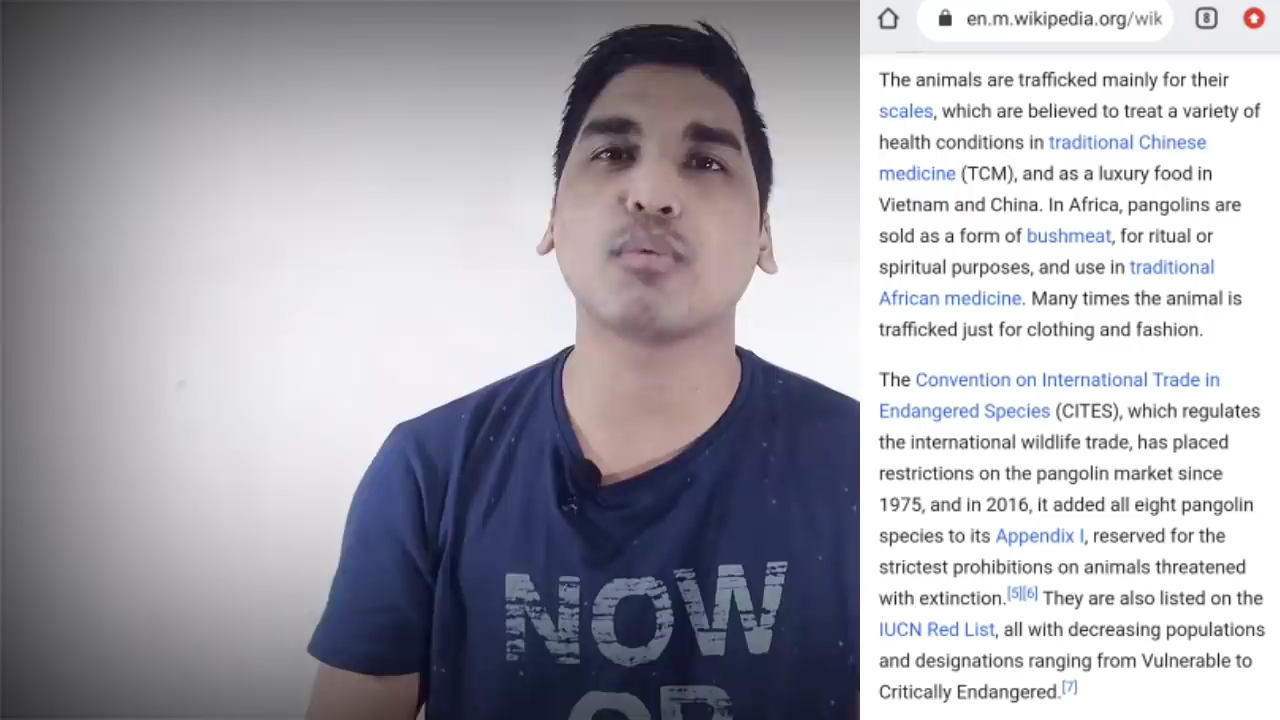 NOW
OR
8
en.m.wikipedia.org/wik
The animals are trafficked mainly for their
scales, which are believed to treat a variety of
health conditions in traditional Chinese
medicine (TCM), and as a luxury food in
Vietnam and China. In Africa, pangolins are
sold as a form of bushmeat, for ritual or
spiritual purposes, and use in traditional
African medicine. Many times the animal is
trafficked just for clothing and fashion.
The Convention on International Trade in
Endangered Species (CITES), which regulates
the international wildlife trade, has placed
restrictions on the pangolin market since
1975, and in 2016, it added all eight pangolin
species to its Appendix I, reserved for the
strictest prohibitions on animals threatened
with extinction.[5][6] They are also listed on the
IUCN Red List, all with decreasing populations
and designations ranging from Vulnerable to
Critically Endangered.[7]